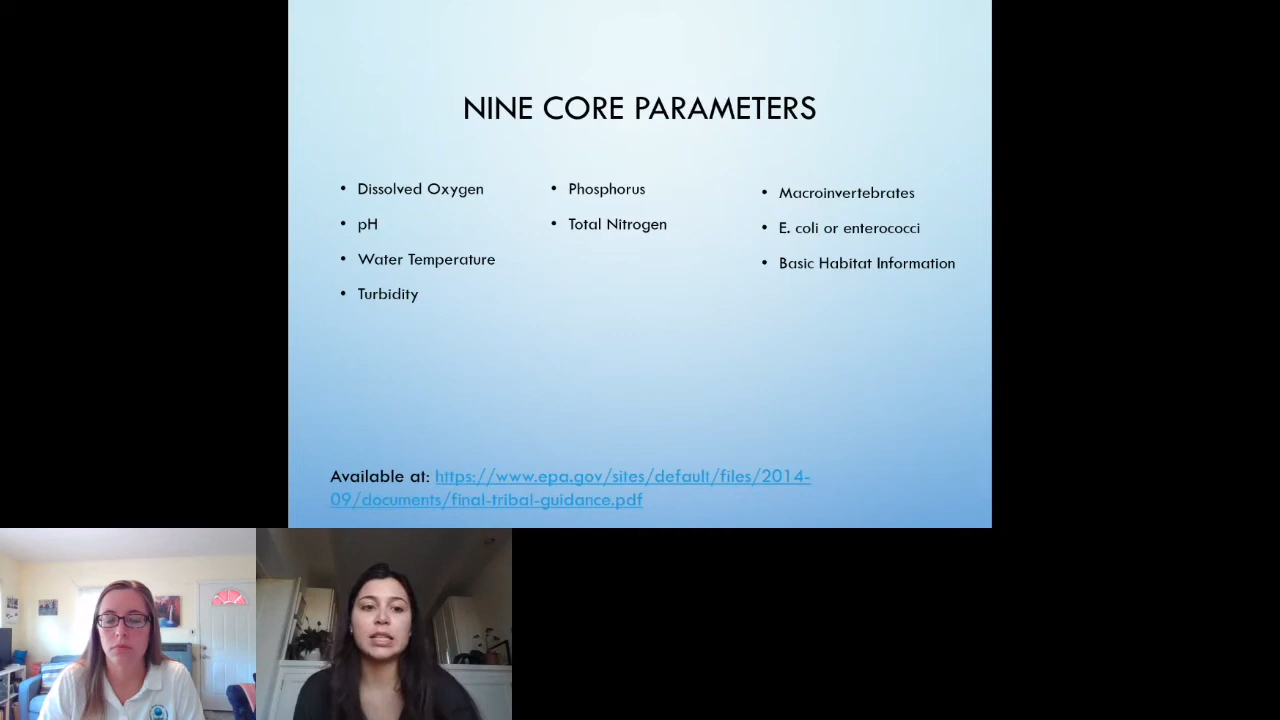 NINE CORE PARAMETERS
• Dissolved Oxygen
• pH
• Water Temperature
• Turbidity
• Phosphorus
• Total Nitrogen
• Macroinvertebrates
• E. coli or enterococci
• Basic Habitat Information
Available at: https://www.epa.gov/sites/default/files/2014-
09/documents/final-tribal-guidance.pdf